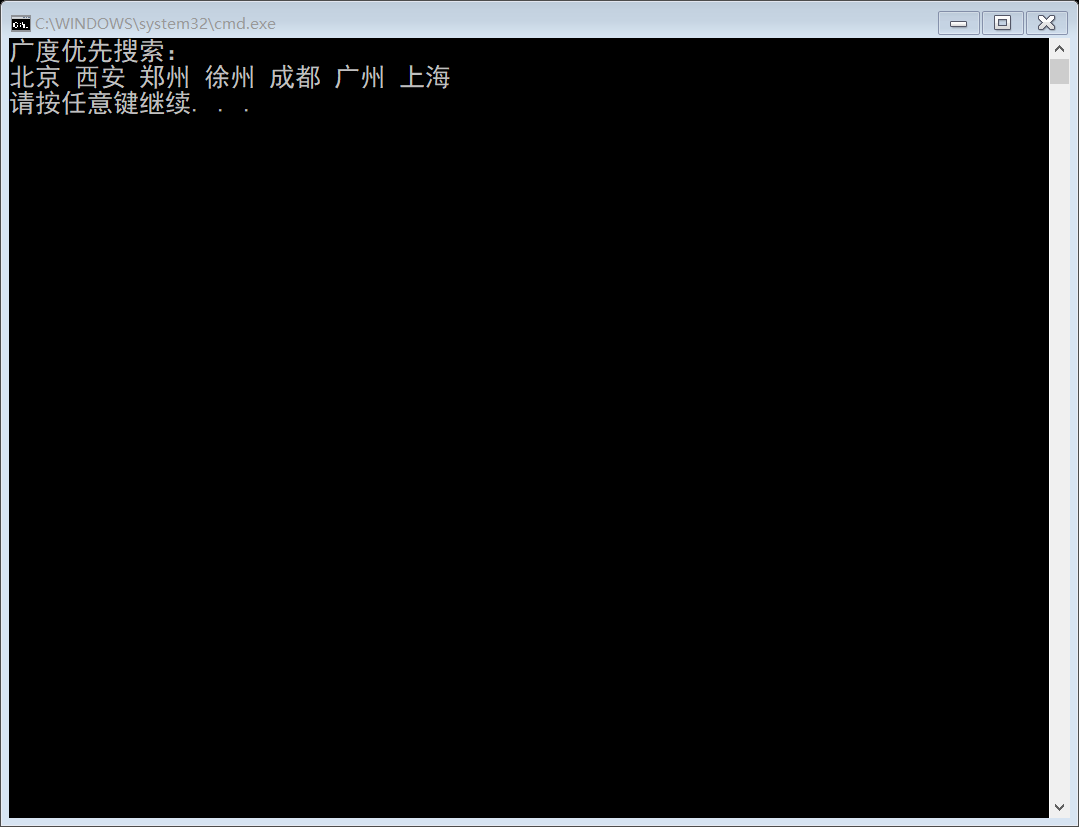 C:\WINDOWS\system32\cmd.exe
广度优先搜索:
北京 西安 郑州 徐州 成都 广州 上海
请按任意键继续. . .